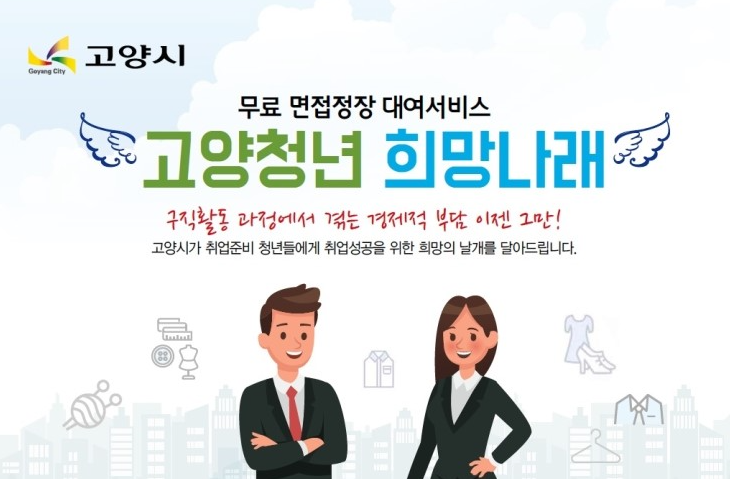 Goyang City
고양시
무료 면접정장 대여서비스
고양청년 희망나래
구직활동 과정에서 겪는 경제적 부담 이젠 그만!
고양시가 취업준비 청년들에게 취업성공을 위한 희망의 날개를 달아드립니다.